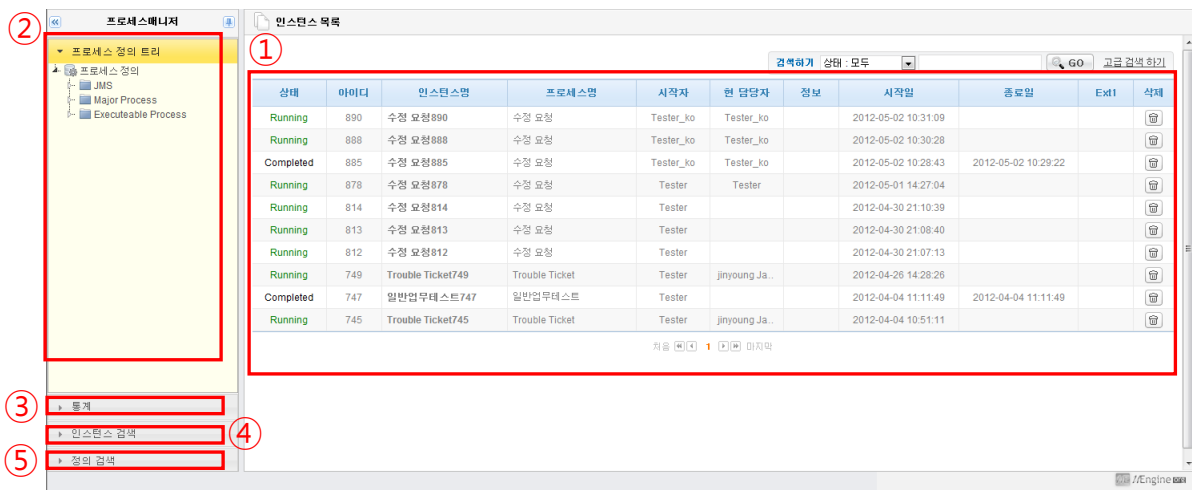 ② 프로세스매니저
인스턴스 목록
①
프로세스 정의 트리
프로세스 정의
JMS
Major Process
Executeable Process
검색하기 상태 : 모두 GO 고급 검색 하기
상태 아이디 인스턴스명 프로세스명 시작자 현 담당자 정보 시작일 종료일 Ext1 삭제
Running 890 수정 요청890 수정 요청 Tester_ko Tester_ko 2012-05-02 10:31:09
Running 888 수정 요청888 수정 요청 Tester_ko Tester_ko 2012-05-02 10:30:28
Completed 885 수정 요청885 수정 요청 Tester_ko Tester_ko 2012-05-02 10:28:43 2012-05-02 10:29:22
Running 878 수정 요청878 수정 요청 Tester Tester 2012-05-01 14:27:04
Running 814 수정 요청814 수정 요청 Tester 2012-04-30 21:10:39
Running 813 수정 요청813 수정 요청 Tester 2012-04-30 21:08:40
Running 812 수정 요청812 수정 요청 Tester 2012-04-30 21:07:13
Running 749 Trouble Ticket749 Trouble Ticket Tester jinyoung Ja.. 2012-04-26 14:28:26
Completed 747 일반업무테스트747 일반업무테스트 Tester 2012-04-04 11:11:49 2012-04-04 11:11:49
Running 745 Trouble Ticket745 Trouble Ticket Tester jinyoung Ja... 2012-04-04 10:51:11
처음 1 마지막
③ 통계
인스턴스 검색 ④
⑤ 정의 검색
//Engine